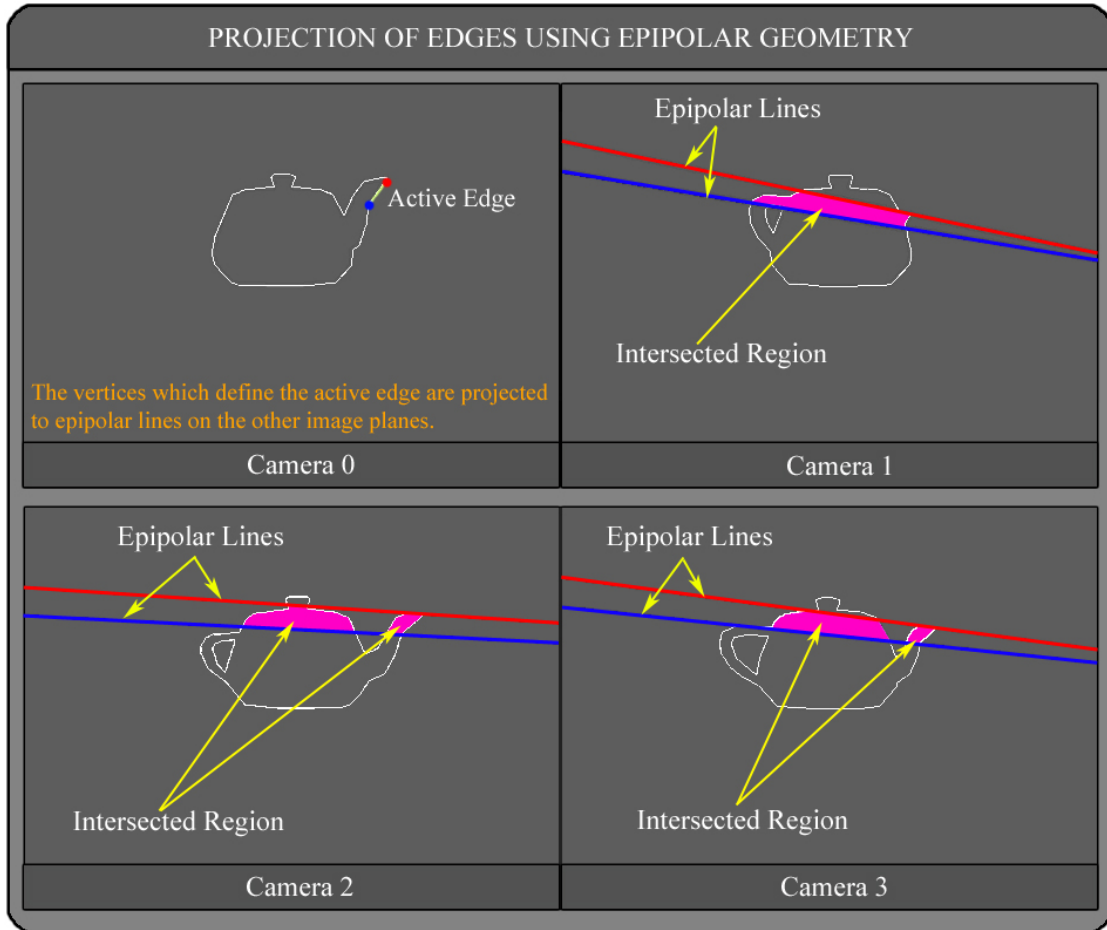 PROJECTION OF EDGES USING EPIPOLAR GEOMETRY
Active Edge
The vertices which define the active edge are projected
to epipolar lines on the other image planes.
Camera 0
Epipolar Lines
Intersected Region
Camera 1
Epipolar Lines
Intersected Region
Camera 2
Epipolar Lines
Intersected Region
Camera 3